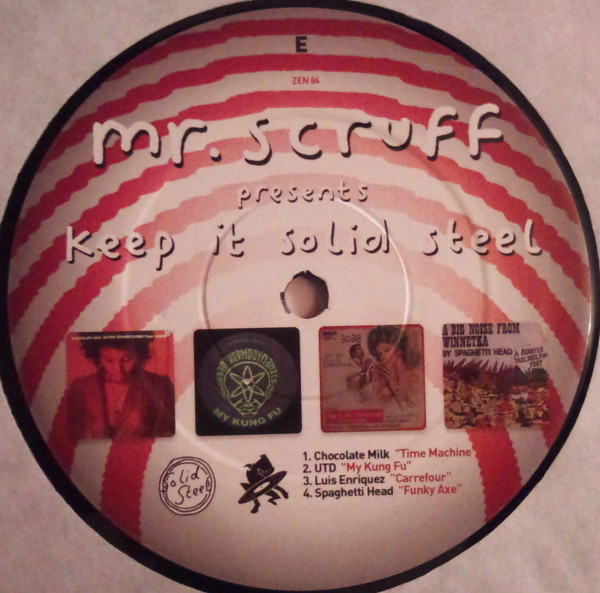 E
ZEN 84
mr. scruff
presents
keep it solid steel
MY KUNG FU
A BIG NOISE FROM
WINNETKA
BY SPAGHETTI HEAD
Solid
Steel
1. Chocolate Milk "Time Machine"
2. UTD "My Kung Fu"
3. Luis Enriquez "Carrefour"
4. Spaghetti Head "Funky Axe"